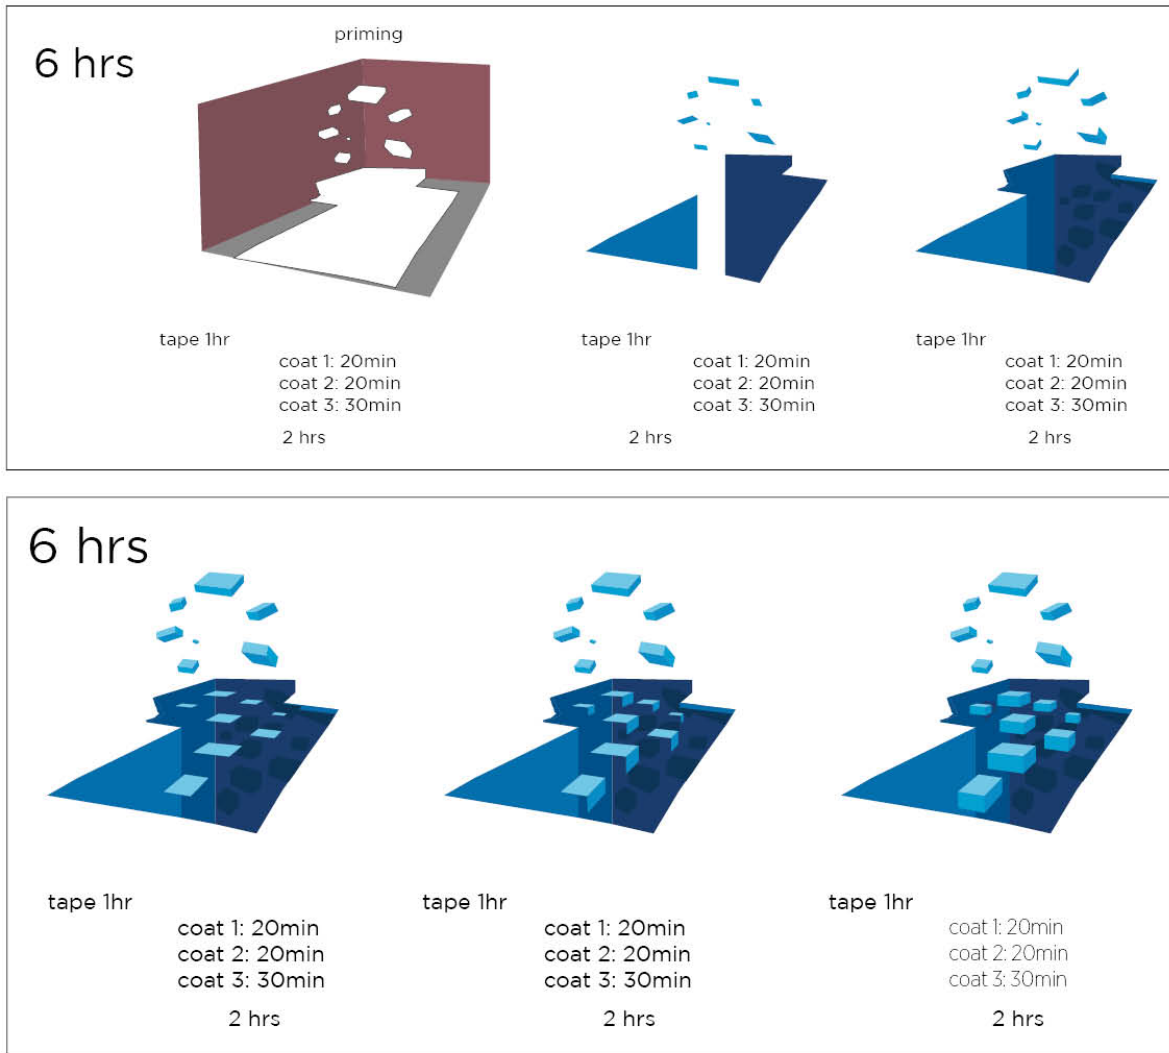 6 hrs
priming
tape 1hr
coat 1: 20min
coat 2: 20min
coat 3: 30min
2 hrs
tape 1hr
coat 1: 20min
coat 2: 20min
coat 3: 30min
2 hrs
tape 1hr
coat 1: 20min
coat 2: 20min
coat 3: 30min
2 hrs
6 hrs
tape 1hr
coat 1: 20min
coat 2: 20min
coat 3: 30min
2 hrs
tape 1hr
coat 1: 20min
coat 2: 20min
coat 3: 30min
2 hrs
tape 1hr
coat 1: 20min
coat 2: 20min
coat 3: 30min
2 hrs